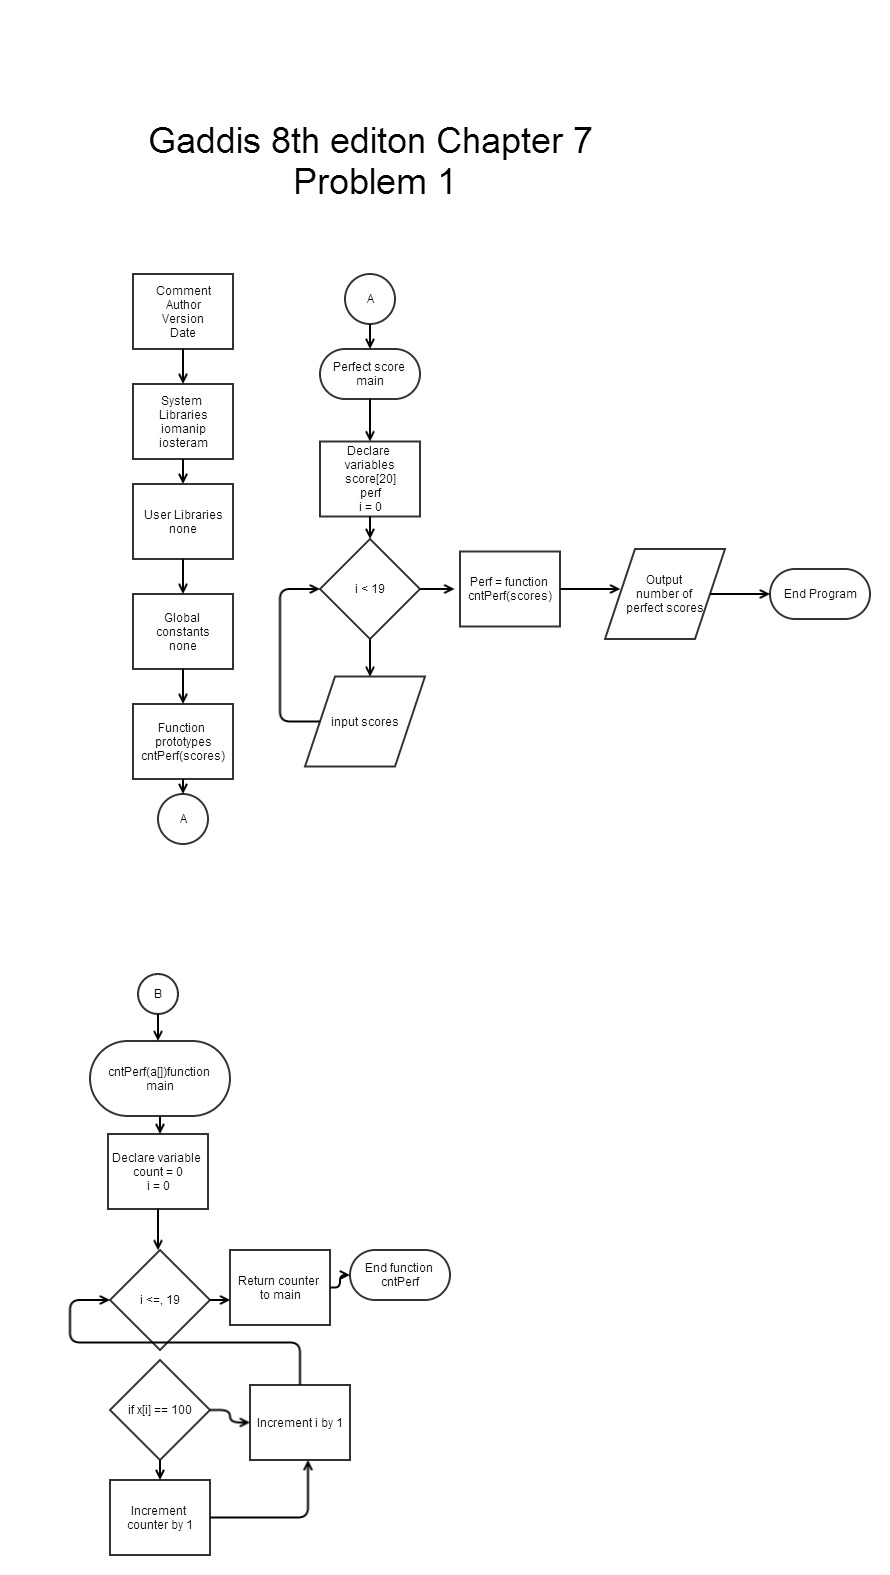 Gaddis 8th editon Chapter 7
Problem 1
Comment
Author
Version
Date
System
Libraries
iomanip
iosteram
User Libraries
none
Global
constants
none
Function
prototypes
cntPerf(scores)
A
A
Perfect score
main
Declare
variables
score[20]
perf
i = 0
i < 19
input scores
Perf = function
cntPerf(scores)
Output
number of
perfect scores
End Program
B
cntPerf(a[])function
main
Declare variable
count = 0
i = 0
i <=, 19
Return counter
to main
End function
cntPerf
if x[i] == 100
Increment i by 1
Increment
counter by 1